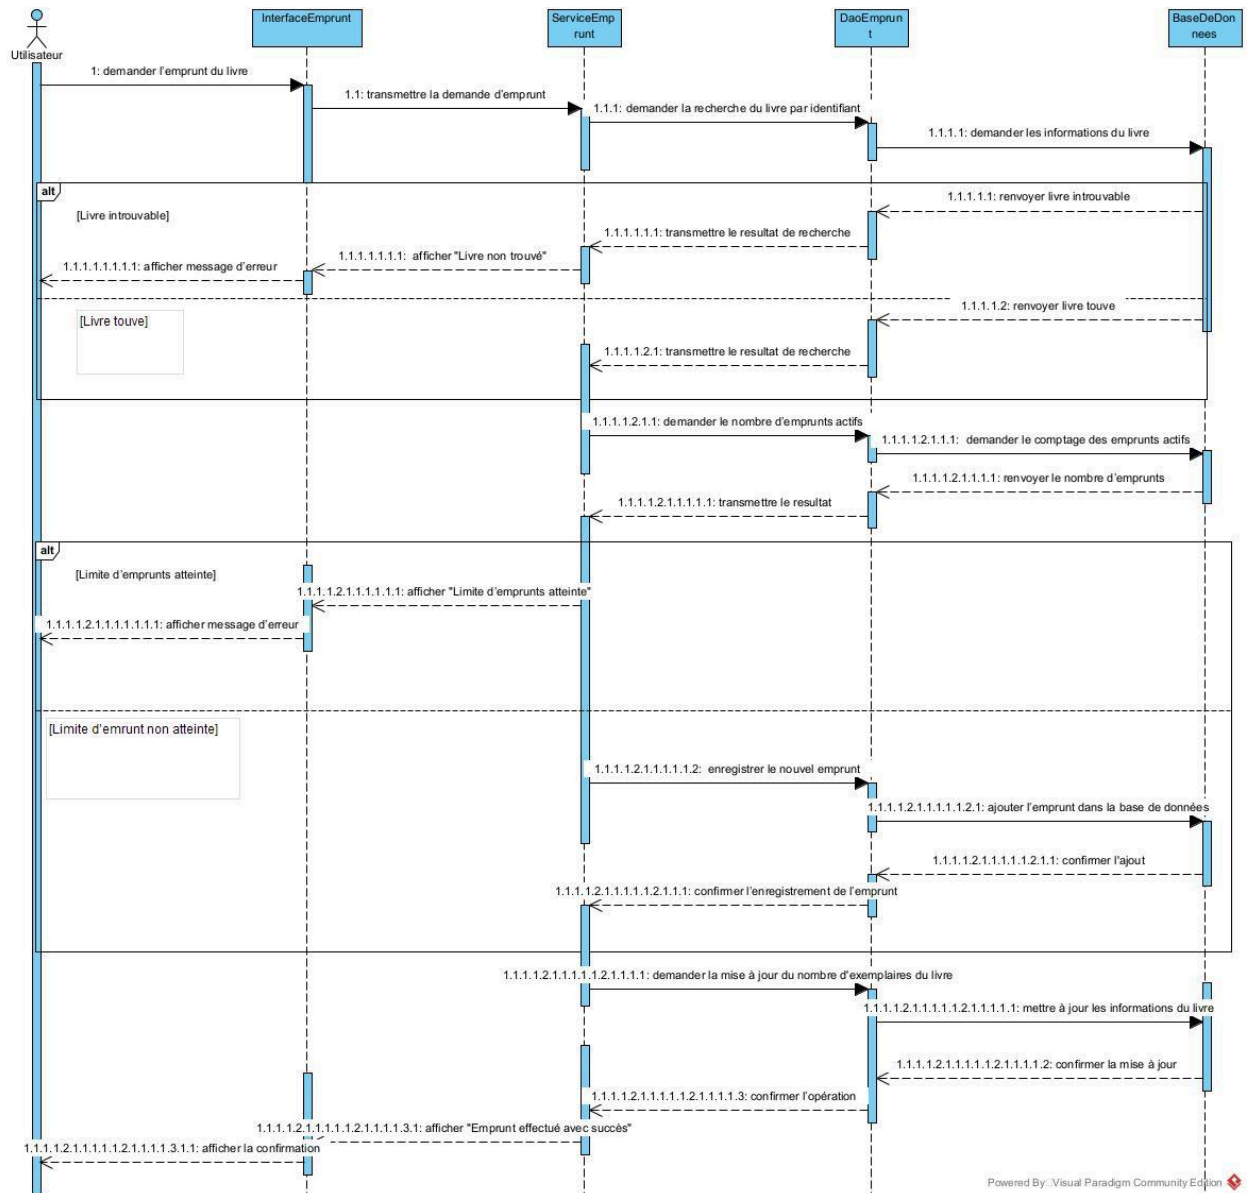 Utilisateur
InterfaceEmprunt
ServiceEmp
runt
DaoEmprun
t
BaseDeDon
nees
1: demander l'emprunt du livre
1.1: transmettre la demande d'emprunt
1.1.1: demander la recherche du livre par identifiant
1.1.1.1: demander les informations du livre
alt
[Livre introuvable]
1.1.1.1.1: renvoyer livre introuvable
1.1.1.1.1.1: transmettre le resultat de recherche
1.1.1.1.1.1.1: afficher "Livre non trouvé"
1.1.1.1.1.1.1.1: afficher message d'erreur
[Livre touve]
1.1.1.1.2: renvoyer livre touve
1.1.1.1.2.1: transmettre le resultat de recherche
1.1.1.1.2.1.1: demander le nombre d'emprunts actifs
1.1.1.1.2.1.1.1: demander le comptage des emprunts actifs
1.1.1.1.2.1.1.1.1: renvoyer le nombre d'emprunts
1.1.1.1.2.1.1.1.1.1: transmettre le resultat
alt
[Limite d'emprunts atteinte]
1.1.1.1.2.1.1.1.1.1.1: afficher "Limite d'emprunts atteinte"
1.1.1.1.2.1.1.1.1.1.1.1: afficher message d'erreur
[Limite d'emrunt non atteinte]
1.1.1.1.2.1.1.1.1.1.2: enregistrer le nouvel emprunt
1.1.1.1.2.1.1.1.1.1.2.1: ajouter l'emprunt dans la base de données
1.1.1.1.2.1.1.1.1.1.2.1.1: confirmer l'ajout
1.1.1.1.2.1.1.1.1.1.2.1.1.1: confirmer l'enregistrement de l'emprunt
1.1.1.1.2.1.1.1.1.1.2.1.1.1.1: demander la mise à jour du nombre d'exemplaires du livre
1.1.1.1.2.1.1.1.1.1.2.1.1.1.1.1: mettre à jour les informations du livre
1.1.1.1.2.1.1.1.1.1.2.1.1.1.1.2: confirmer la mise à jour
1.1.1.1.2.1.1.1.1.1.2.1.1.1.1.3: confirmer l'opération
1.1.1.1.2.1.1.1.1.1.2.1.1.1.1.3.1: afficher "Emprunt effectué avec succès"
1.1.1.1.2.1.1.1.1.1.2.1.1.1.1.3.1.1: afficher la confirmation
Powered By Visual Paradigm Community Edition